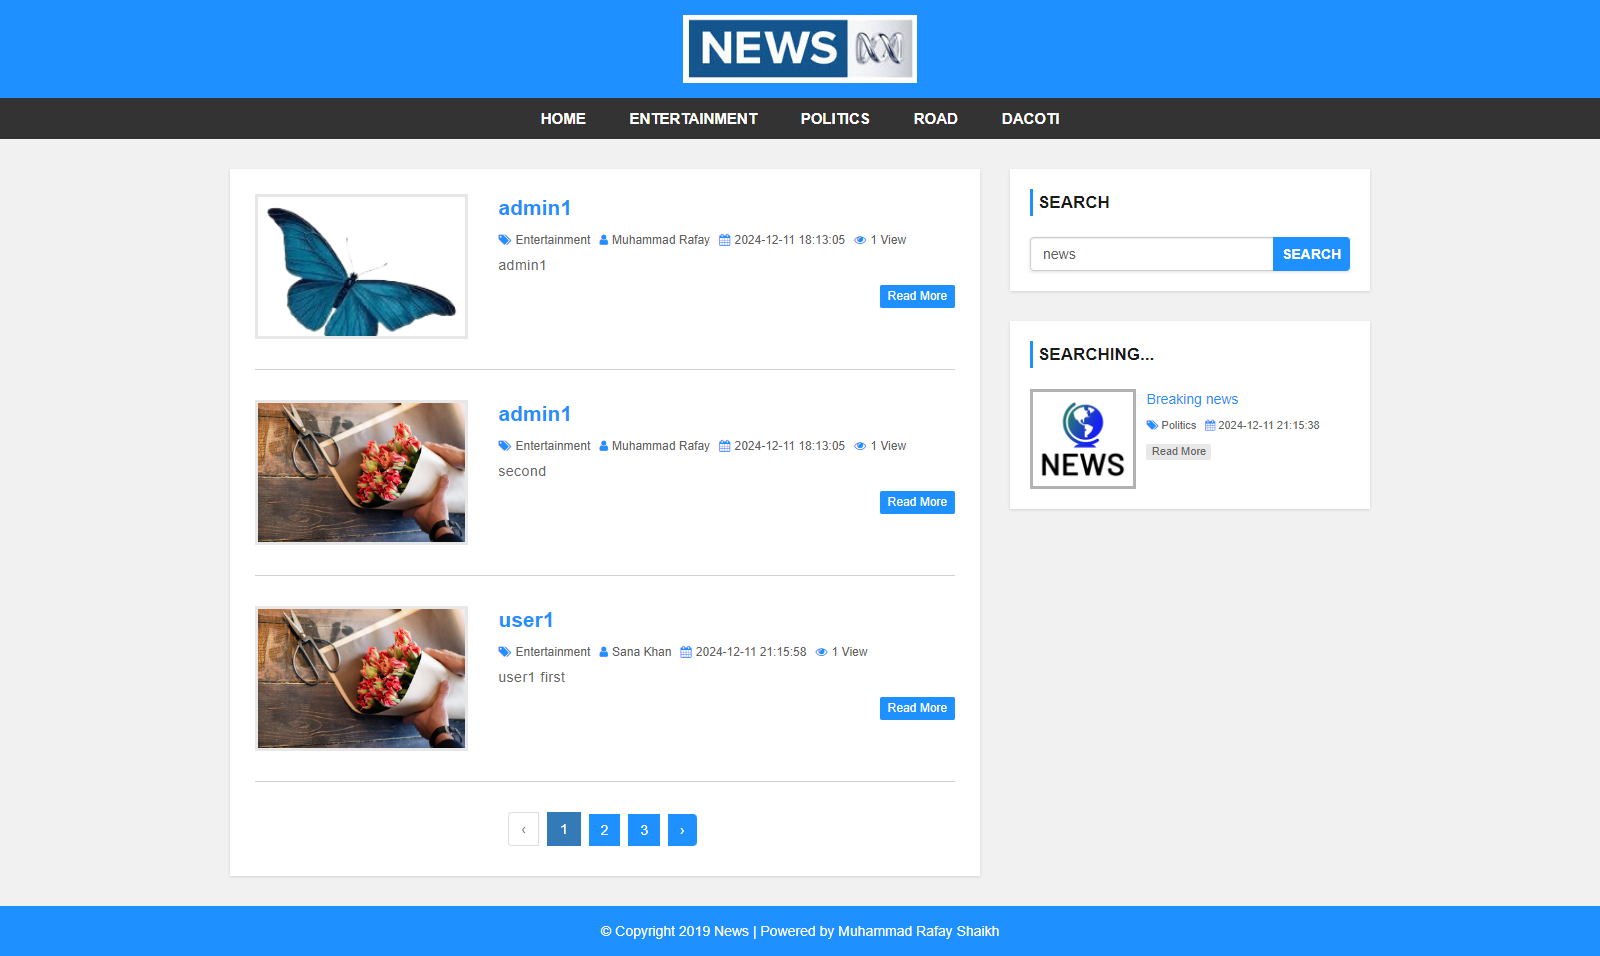 NEWS
HOME ENTERTAINMENT POLITICS ROAD DACOTI
admin1
Entertainment Muhammad Rafay 2024-12-11 18:13:05 1 View
admin1
Read More
admin1
Entertainment Muhammad Rafay 2024-12-11 18:13:05 1 View
second
Read More
user1
Entertainment Sana Khan 2024-12-11 21:15:58 1 View
user1 first
Read More
‹ 1 2 3 ›
SEARCH
news SEARCH
SEARCHING...
NEWS
Breaking news
Politics 2024-12-11 21:15:38
Read More
© Copyright 2019 News | Powered by Muhammad Rafay Shaikh